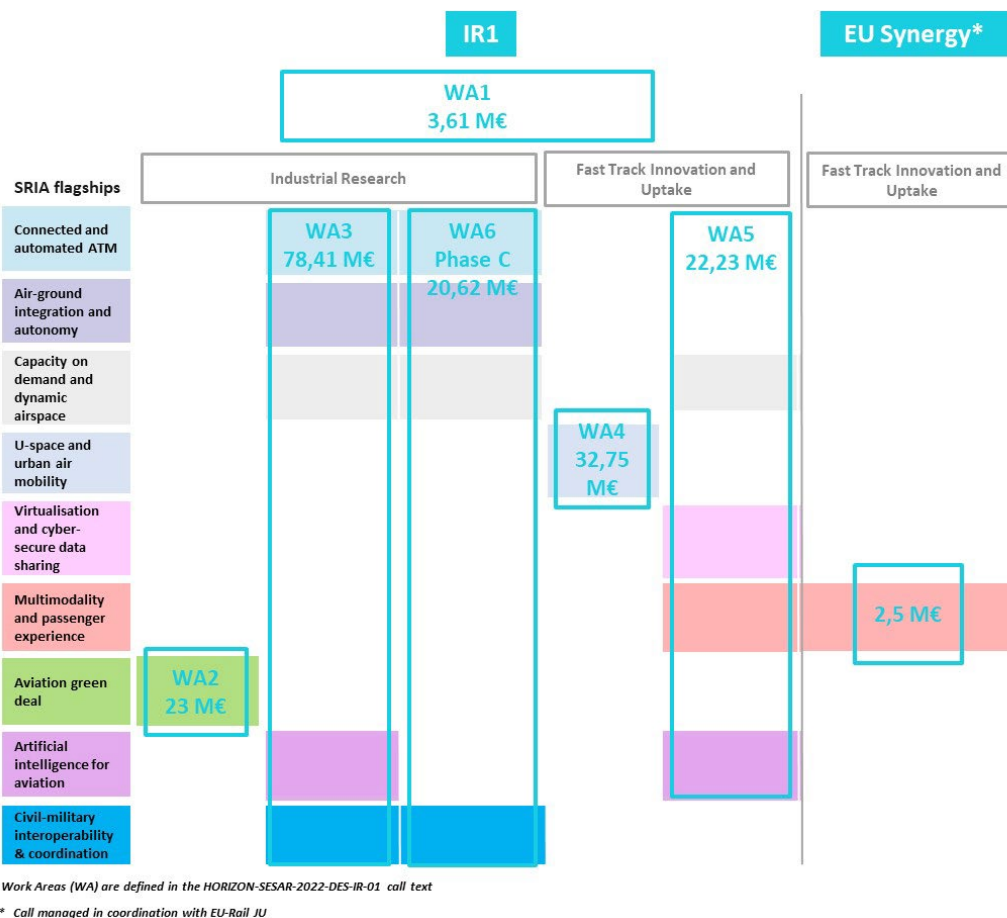 IR1
EU Synergy*
WA1
3,61 M€
SRIA flagships
Industrial Research
Fast Track Innovation and
Uptake
Fast Track Innovation and
Uptake
Connected and
automated ATM
WA3
78,41 M€
WA6
Phase C
20,62 M€
WA5
22,23 M€
Air-ground
integration and
autonomy
Capacity on
demand and
dynamic
airspace
U-space and
urban air
mobility
WA4
32,75
M€
Virtualisation
and cyber-
secure data
sharing
Multimodality
and passenger
experience
2,5 M€
Aviation green
deal
WA2
23 M€
Artificial
intelligence for
aviation
Civil-military
interoperability
& coordination
Work Areas (WA) are defined in the HORIZON-SESAR-2022-DES-IR-01 call text
* Call managed in coordination with EU-Rail JU